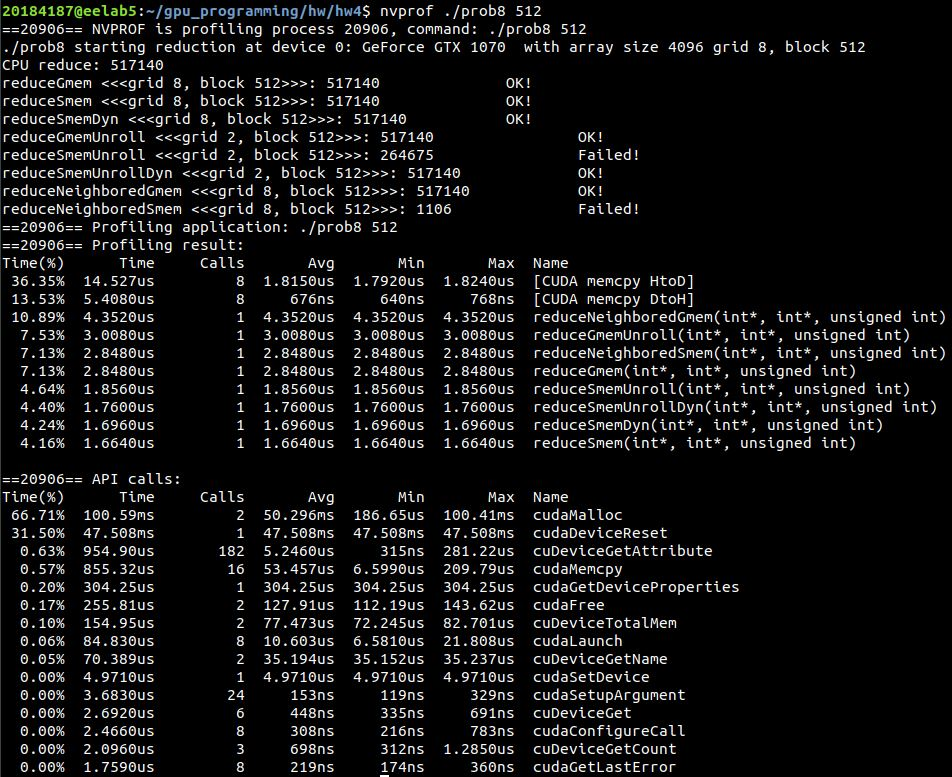 20184187@eelab5:~/gpu_programming/hw/hw4$ nvprof ./prob8 512
==20906== NVPROF is profiling process 20906, command: ./prob8 512
./prob8 starting reduction at device 0: GeForce GTX 1070  with array size 4096 grid 8, block 512
CPU reduce: 517140
reduceGmem <<<grid 8, block 512>>>: 517140 OK!
reduceSmem <<<grid 8, block 512>>>: 517140 OK!
reduceSmemDyn <<<grid 8, block 512>>>: 517140 OK!
reduceGmemUnroll <<<grid 2, block 512>>>: 517140 OK!
reduceSmemUnroll <<<grid 2, block 512>>>: 264675 Failed!
reduceSmemUnrollDyn <<<grid 2, block 512>>>: 517140 OK!
reduceNeighboredGmem <<<grid 8, block 512>>>: 517140 OK!
reduceNeighboredSmem <<<grid 8, block 512>>>: 1106 Failed!
==20906== Profiling application: ./prob8 512
==20906== Profiling result:
Time(%) Time Calls Avg Min Max Name
36.35% 14.527us 8 1.8150us 1.7920us 1.8240us [CUDA memcpy HtoD]
13.53% 5.4080us 8 676ns 640ns 768ns [CUDA memcpy DtoH]
10.89% 4.3520us 1 4.3520us 4.3520us 4.3520us reduceNeighboredGmem(int*, int*, unsigned int)
7.53% 3.0080us 1 3.0080us 3.0080us 3.0080us reduceGmemUnroll(int*, int*, unsigned int)
7.13% 2.8480us 1 2.8480us 2.8480us 2.8480us reduceNeighboredSmem(int*, int*, unsigned int)
7.13% 2.8480us 1 2.8480us 2.8480us 2.8480us reduceGmem(int*, int*, unsigned int)
4.64% 1.8560us 1 1.8560us 1.8560us 1.8560us reduceSmemUnroll(int*, int*, unsigned int)
4.40% 1.7600us 1 1.7600us 1.7600us 1.7600us reduceSmemUnrollDyn(int*, int*, unsigned int)
4.24% 1.6960us 1 1.6960us 1.6960us 1.6960us reduceSmemDyn(int*, int*, unsigned int)
4.16% 1.6640us 1 1.6640us 1.6640us 1.6640us reduceSmem(int*, int*, unsigned int)
==20906== API calls:
Time(%) Time Calls Avg Min Max Name
66.71% 100.59ms 2 50.296ms 186.65us 100.41ms cudaMalloc
31.50% 47.508ms 1 47.508ms 47.508ms 47.508ms cudaDeviceReset
0.63% 954.90us 182 5.2460us 315ns 281.22us cuDeviceGetAttribute
0.57% 855.32us 16 53.457us 6.5990us 209.79us cudaMemcpy
0.20% 304.25us 1 304.25us 304.25us 304.25us cudaGetDeviceProperties
0.17% 255.81us 2 127.91us 112.19us 143.62us cudaFree
0.10% 154.95us 2 77.473us 72.245us 82.701us cuDeviceTotalMem
0.06% 84.830us 8 10.603us 6.5810us 21.808us cudaLaunch
0.05% 70.389us 2 35.194us 35.152us 35.237us cuDeviceGetName
0.00% 4.9710us 1 4.9710us 4.9710us 4.9710us cudaSetDevice
0.00% 3.6830us 24 153ns 119ns 329ns cudaSetupArgument
0.00% 2.6920us 6 448ns 335ns 691ns cuDeviceGet
0.00% 2.4660us 8 308ns 216ns 783ns cudaConfigureCall
0.00% 2.0960us 3 698ns 312ns 1.2850us cuDeviceGetCount
0.00% 1.7590us 8 219ns 174ns 360ns cudaGetLastError